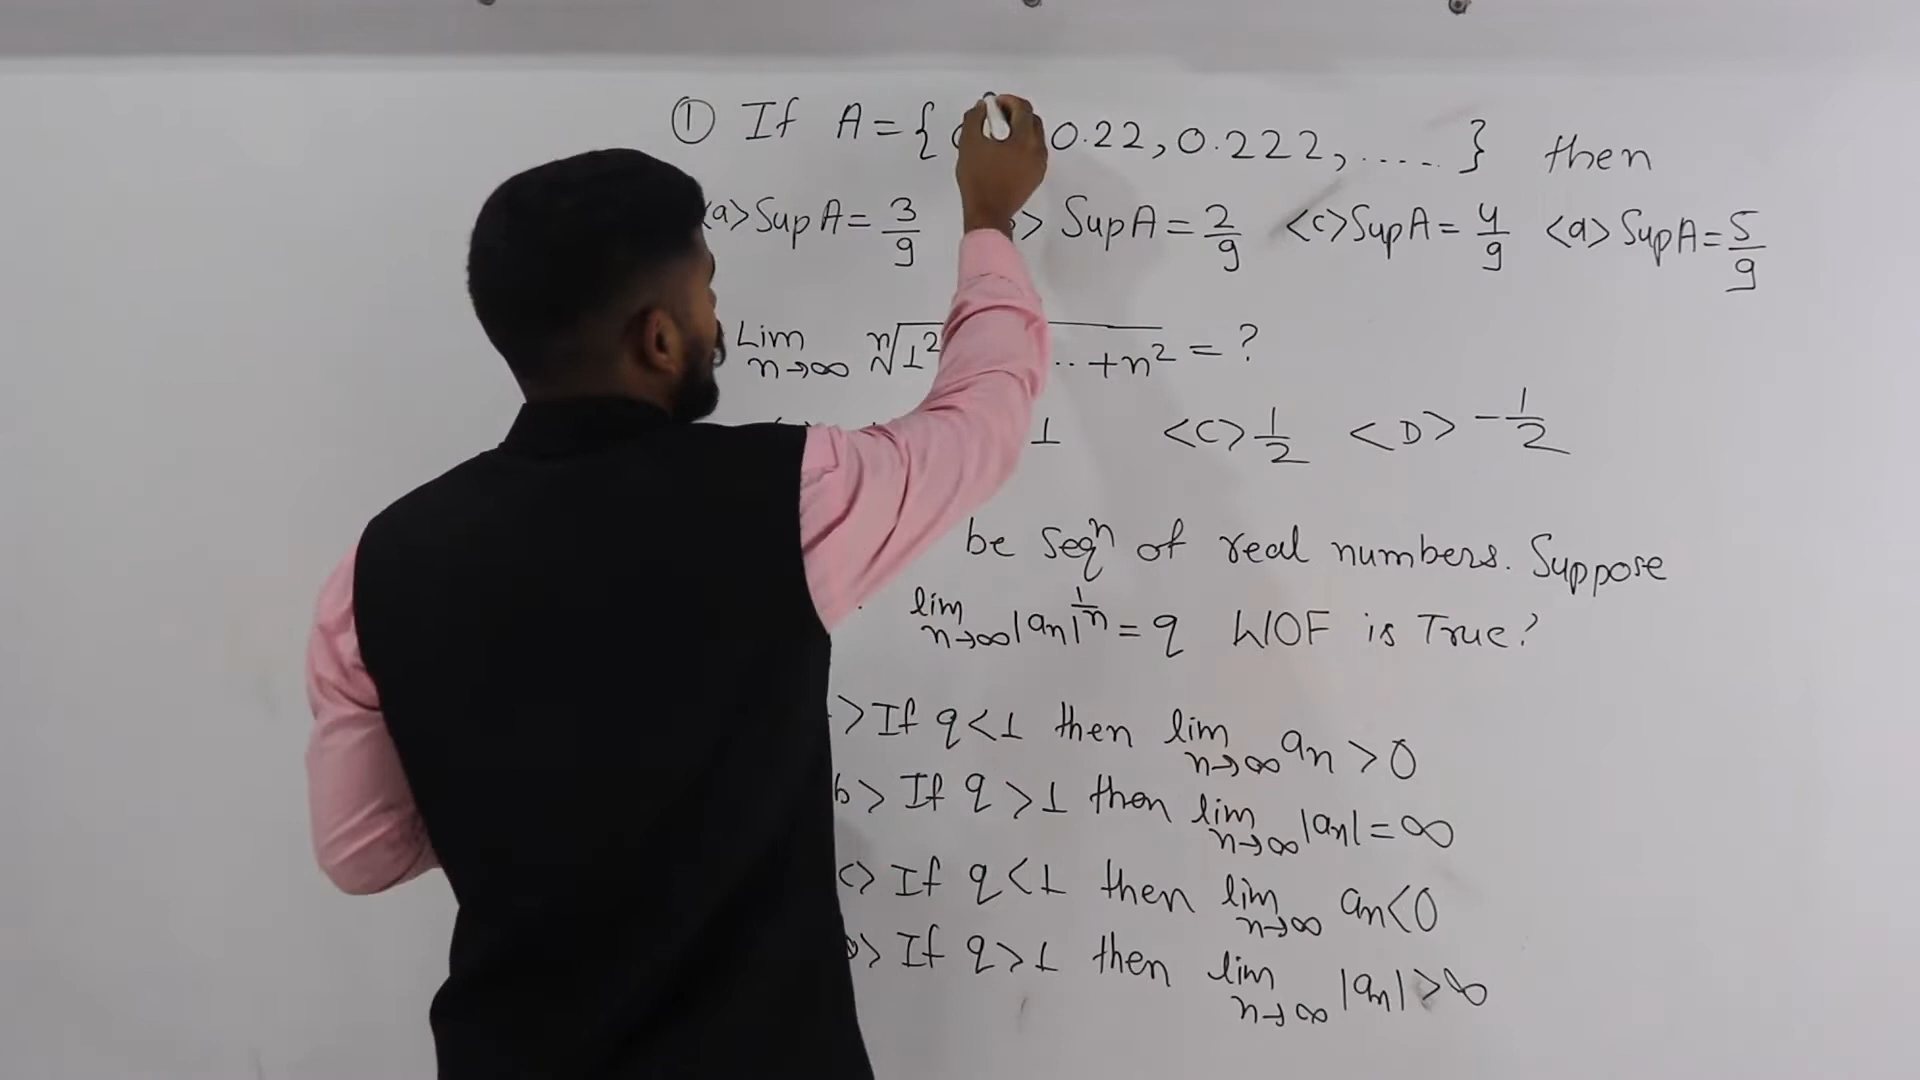 ① If A = { 0.22, 0.222, ..... } then
<a> Sup A = 3/9 > Sup A = 2/9 <c> Sup A = 4/9 <d> Sup A = 5/9
Lim n→∞ ⁿ√1² ..+n² = ?
1 <C> 1/2 <D> -1/2
be seqⁿ of real numbers. Suppose
lim n→∞ |an|^1/n = q WOF is True?
> If q<1 then lim n→∞ an > 0
b> If q >1 then lim n→∞ |an| = ∞
c> If q<1 then lim n→∞ an<0
> If q>1 then lim n→∞ |an| > ∞